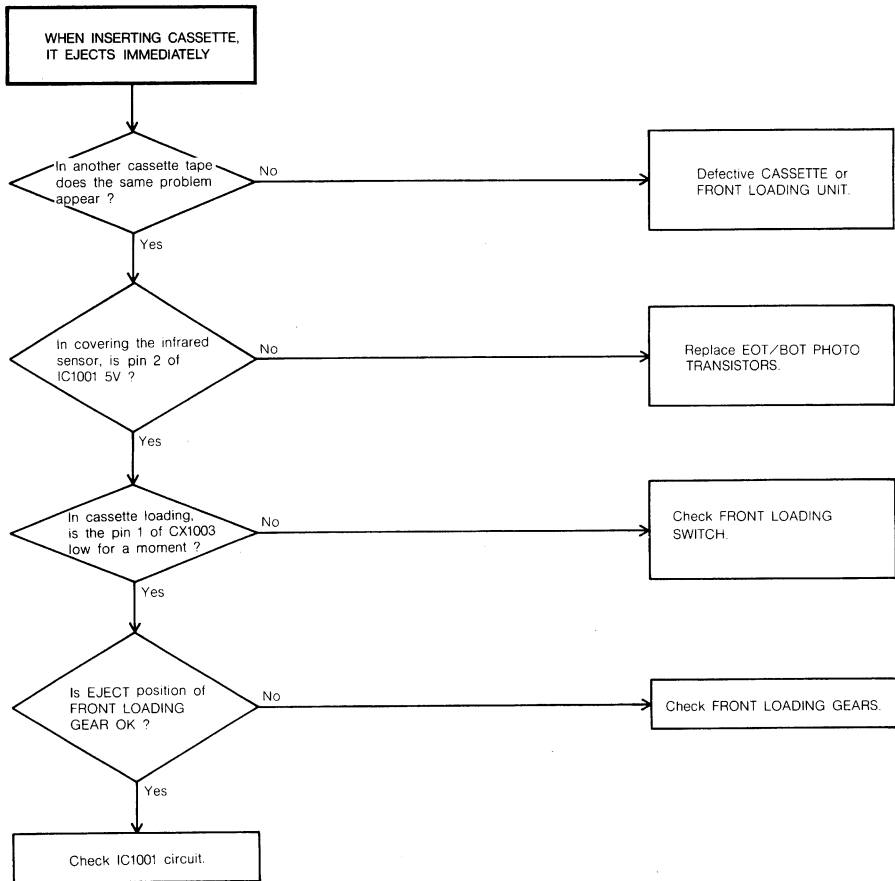 WHEN INSERTING CASSETTE,
IT EJECTS IMMEDIATELY
In another cassette tape
does the same problem
appear ?
No
Defective CASSETTE or
FRONT LOADING UNIT.
Yes
In covering the infrared
sensor, is pin 2 of
IC1001 5V ?
No
Replace EOT/BOT PHOTO
TRANSISTORS.
Yes
In cassette loading,
is the pin 1 of CX1003
low for a moment ?
No
Check FRONT LOADING
SWITCH.
Yes
Is EJECT position of
FRONT LOADING
GEAR OK ?
No
Check FRONT LOADING GEARS.
Yes
Check IC1001 circuit.